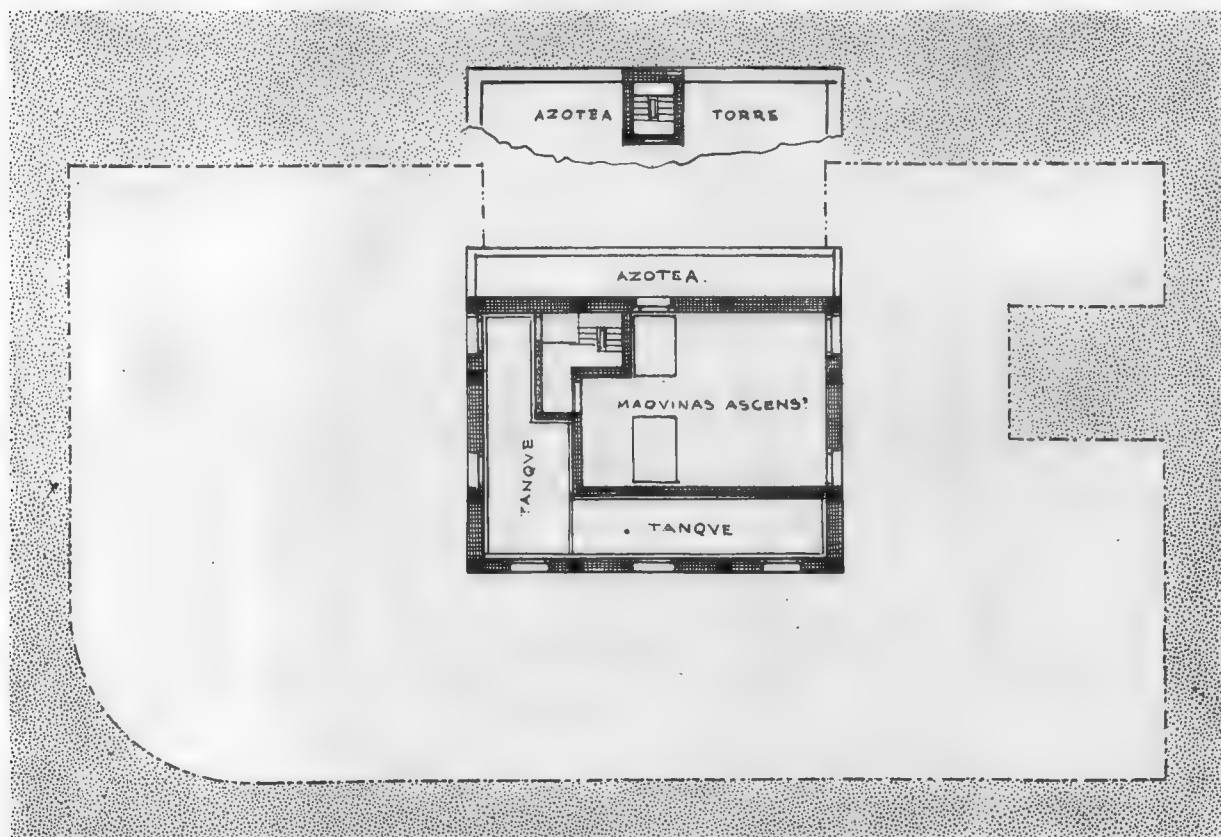 AZOTEA TORRE
AZOTEA.
MAQVINAS ASCENS?
TANQVE
TANQVE